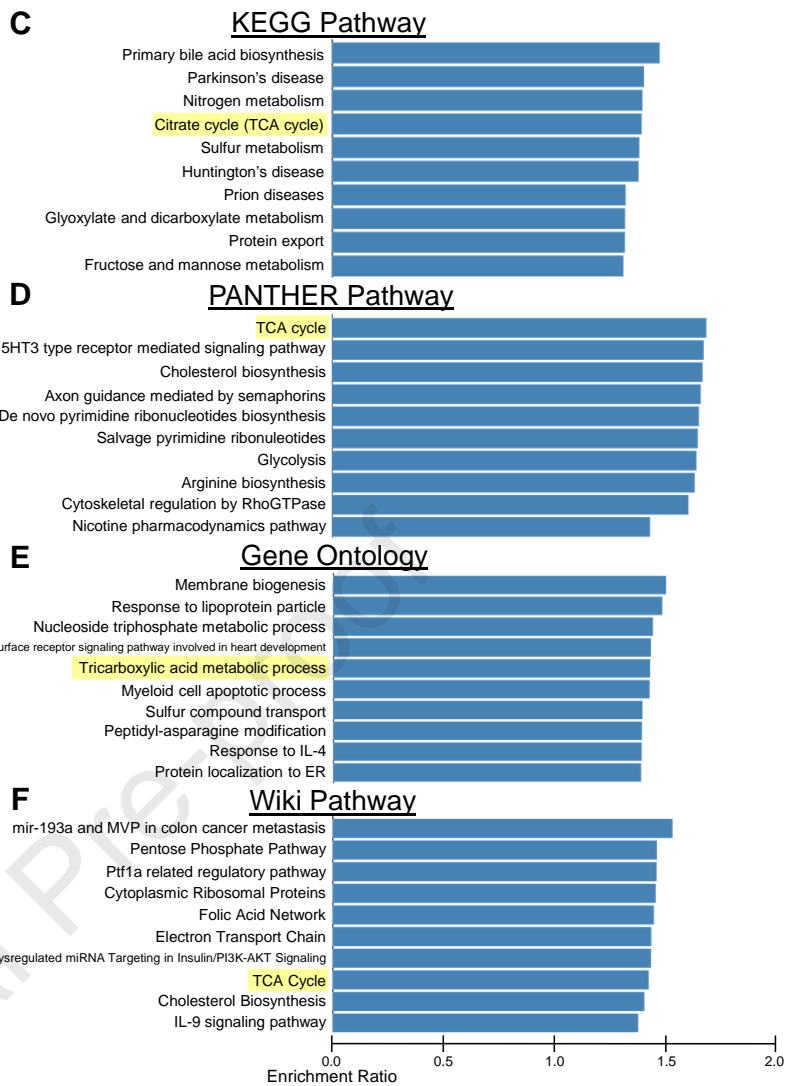 C
KEGG Pathway
Primary bile acid biosynthesis
Parkinson's disease
Nitrogen metabolism
Citrate cycle (TCA cycle)
Sulfur metabolism
Huntington's disease
Prion diseases
Glyoxylate and dicarboxylate metabolism
Protein export
Fructose and mannose metabolism
D
PANTHER Pathway
TCA cycle
5HT3 type receptor mediated signaling pathway
Cholesterol biosynthesis
Axon guidance mediated by semaphorins
De novo pyrimidine ribonucleotides biosynthesis
Salvage pyrimidine ribonuleotides
Glycolysis
Arginine biosynthesis
Cytoskeletal regulation by RhoGTPase
Nicotine pharmacodynamics pathway
E
Gene Ontology
Membrane biogenesis
Response to lipoprotein particle
Nucleoside triphosphate metabolic process
receptor signaling pathway involved in heart development
Tricarboxylic acid metabolic process
Myeloid cell apoptotic process
Sulfur compound transport
Peptidyl-asparagine modification
Response to IL-4
Protein localization to ER
F
Wiki Pathway
mir-193a and MVP in colon cancer metastasis
Pentose Phosphate Pathway
Ptf1a related regulatory pathway
Cytoplasmic Ribosomal Proteins
Folic Acid Network
Electron Transport Chain
miRNA Targeting in Insulin/PI3K-AKT Signaling
TCA Cycle
Cholesterol Biosynthesis
IL-9 signaling pathway
0.0 0.5 1.0 1.5 2.0
Enrichment Ratio
Pre-proof